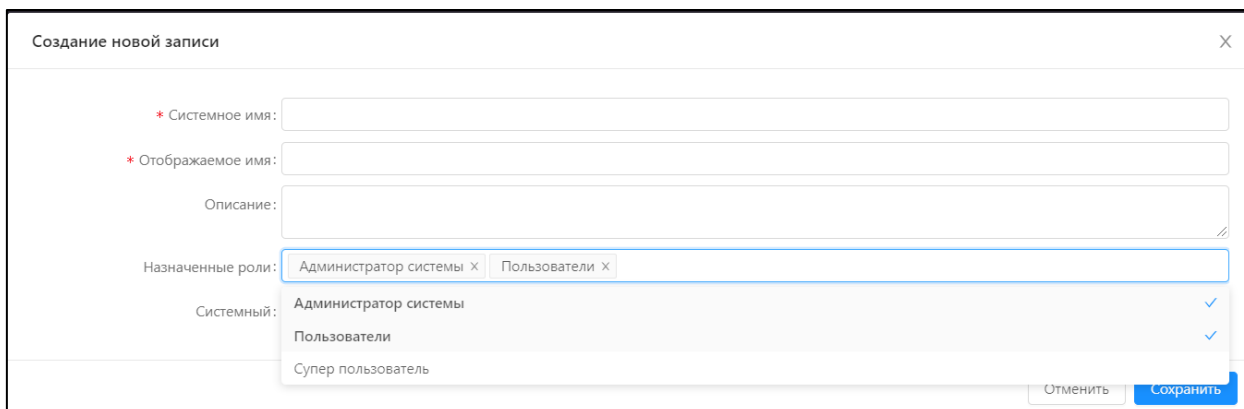 Создание новой записи
* Системное имя:
* Отображаемое имя:
Описание:
Назначенные роли: Администратор системы × Пользователи ×
Системный: Администратор системы
Пользователи
Супер пользователь
Отменить Сохранить